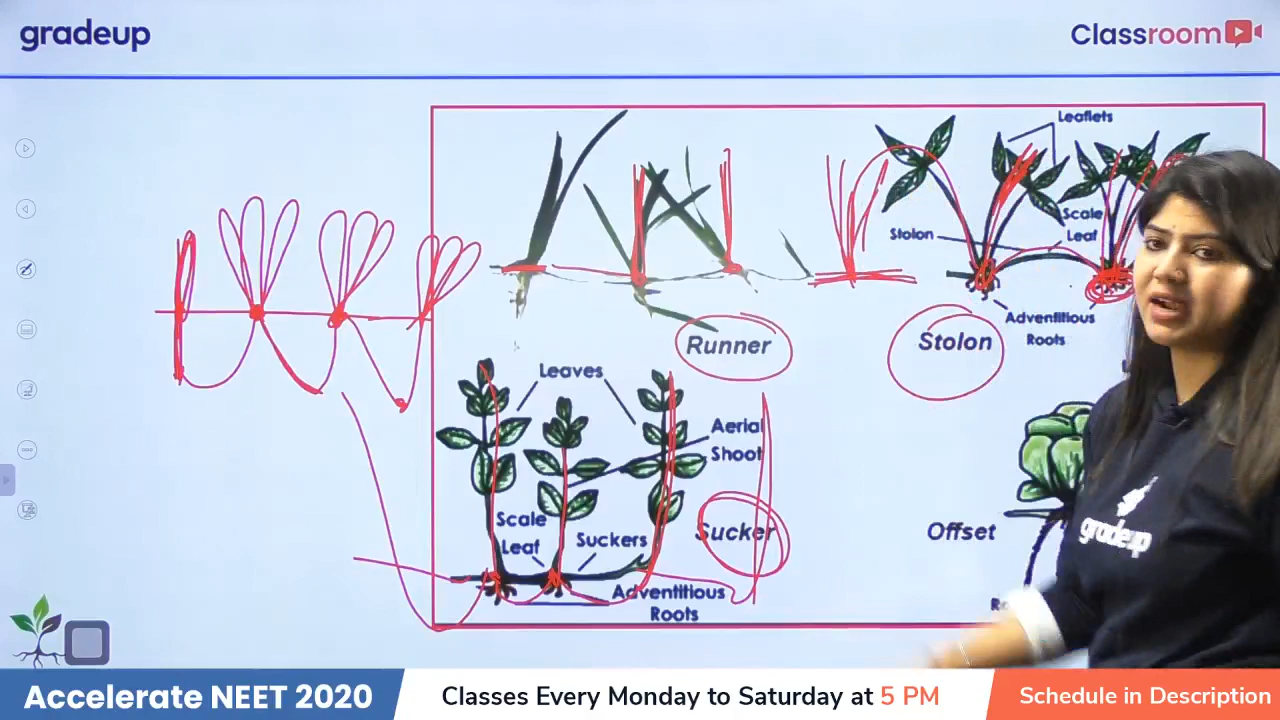 gradeup
Classroom
Leaflets
Stolon
Scale
Leaf
Adventitious
Roots
Runner
Stolon
Leaves
Aerial
Shoot
Scale
Leaf
Suckers
Sucker
Adventitious
Roots
Offset
gradeup
Accelerate NEET 2020
Classes Every Monday to Saturday at 5 PM
Schedule in Description